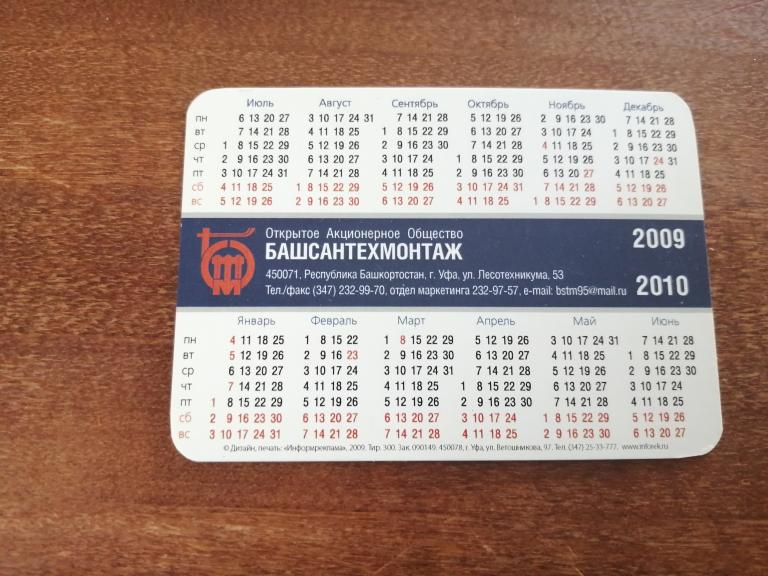 Июль Август Сентябрь Октябрь Ноябрь Декабрь
пн 6 13 20 27 3 10 17 24 31 7 14 21 28 5 12 19 26 2 9 16 23 30 7 14 21 28
вт 7 14 21 28 4 11 18 25 1 8 15 22 29 6 13 20 27 3 10 17 24 1 8 15 22 29
ср 1 8 15 22 29 5 12 19 26 2 9 16 23 30 7 14 21 28 4 11 18 25 2 9 16 23 30
чт 2 9 16 23 30 6 13 20 27 3 10 17 24 1 8 15 22 29 5 12 19 26 3 10 17 24 31
пт 3 10 17 24 31 7 14 21 28 4 11 18 25 2 9 16 23 30 6 13 20 27 4 11 18 25
сб 4 11 18 25 1 8 15 22 29 5 12 19 26 3 10 17 24 31 7 14 21 28 5 12 19 26
вс 5 12 19 26 2 9 16 23 30 6 13 20 27 4 11 18 25 1 8 15 22 29 6 13 20 27
Открытое Акционерное Общество
БАШСАНТЕХМОНТАЖ
2009
450071, Республика Башкортостан, г. Уфа, ул. Лесотехникума, 53
Тел./факс (347) 232-99-70, отдел маркетинга 232-97-57, e-mail: bstm95@mail.ru
2010
Январь Февраль Март Апрель Май Июнь
пн 4 11 18 25 1 8 15 22 1 8 15 22 29 5 12 19 26 3 10 17 24 31 7 14 21 28
вт 5 12 19 26 2 9 16 23 2 9 16 23 30 6 13 20 27 4 11 18 25 1 8 15 22 29
ср 6 13 20 27 3 10 17 24 3 10 17 24 31 7 14 21 28 5 12 19 26 2 9 16 23 30
чт 7 14 21 28 4 11 18 25 4 11 18 25 1 8 15 22 29 6 13 20 27 3 10 17 24
пт 1 8 15 22 29 5 12 19 26 5 12 19 26 2 9 16 23 30 7 14 21 28 4 11 18 25
сб 2 9 16 23 30 6 13 20 27 6 13 20 27 3 10 17 24 1 8 15 22 29 5 12 19 26
вс 3 10 17 24 31 7 14 21 28 7 14 21 28 4 11 18 25 2 9 16 23 30 6 13 20 27
© Дизайн, печать: «Информреклама», 2009. Тир. 300. Зак. 090149. 450078, г. Уфа, ул. Ветошникова, 97. Тел. (347) 25-33-777. www.inforek.ru